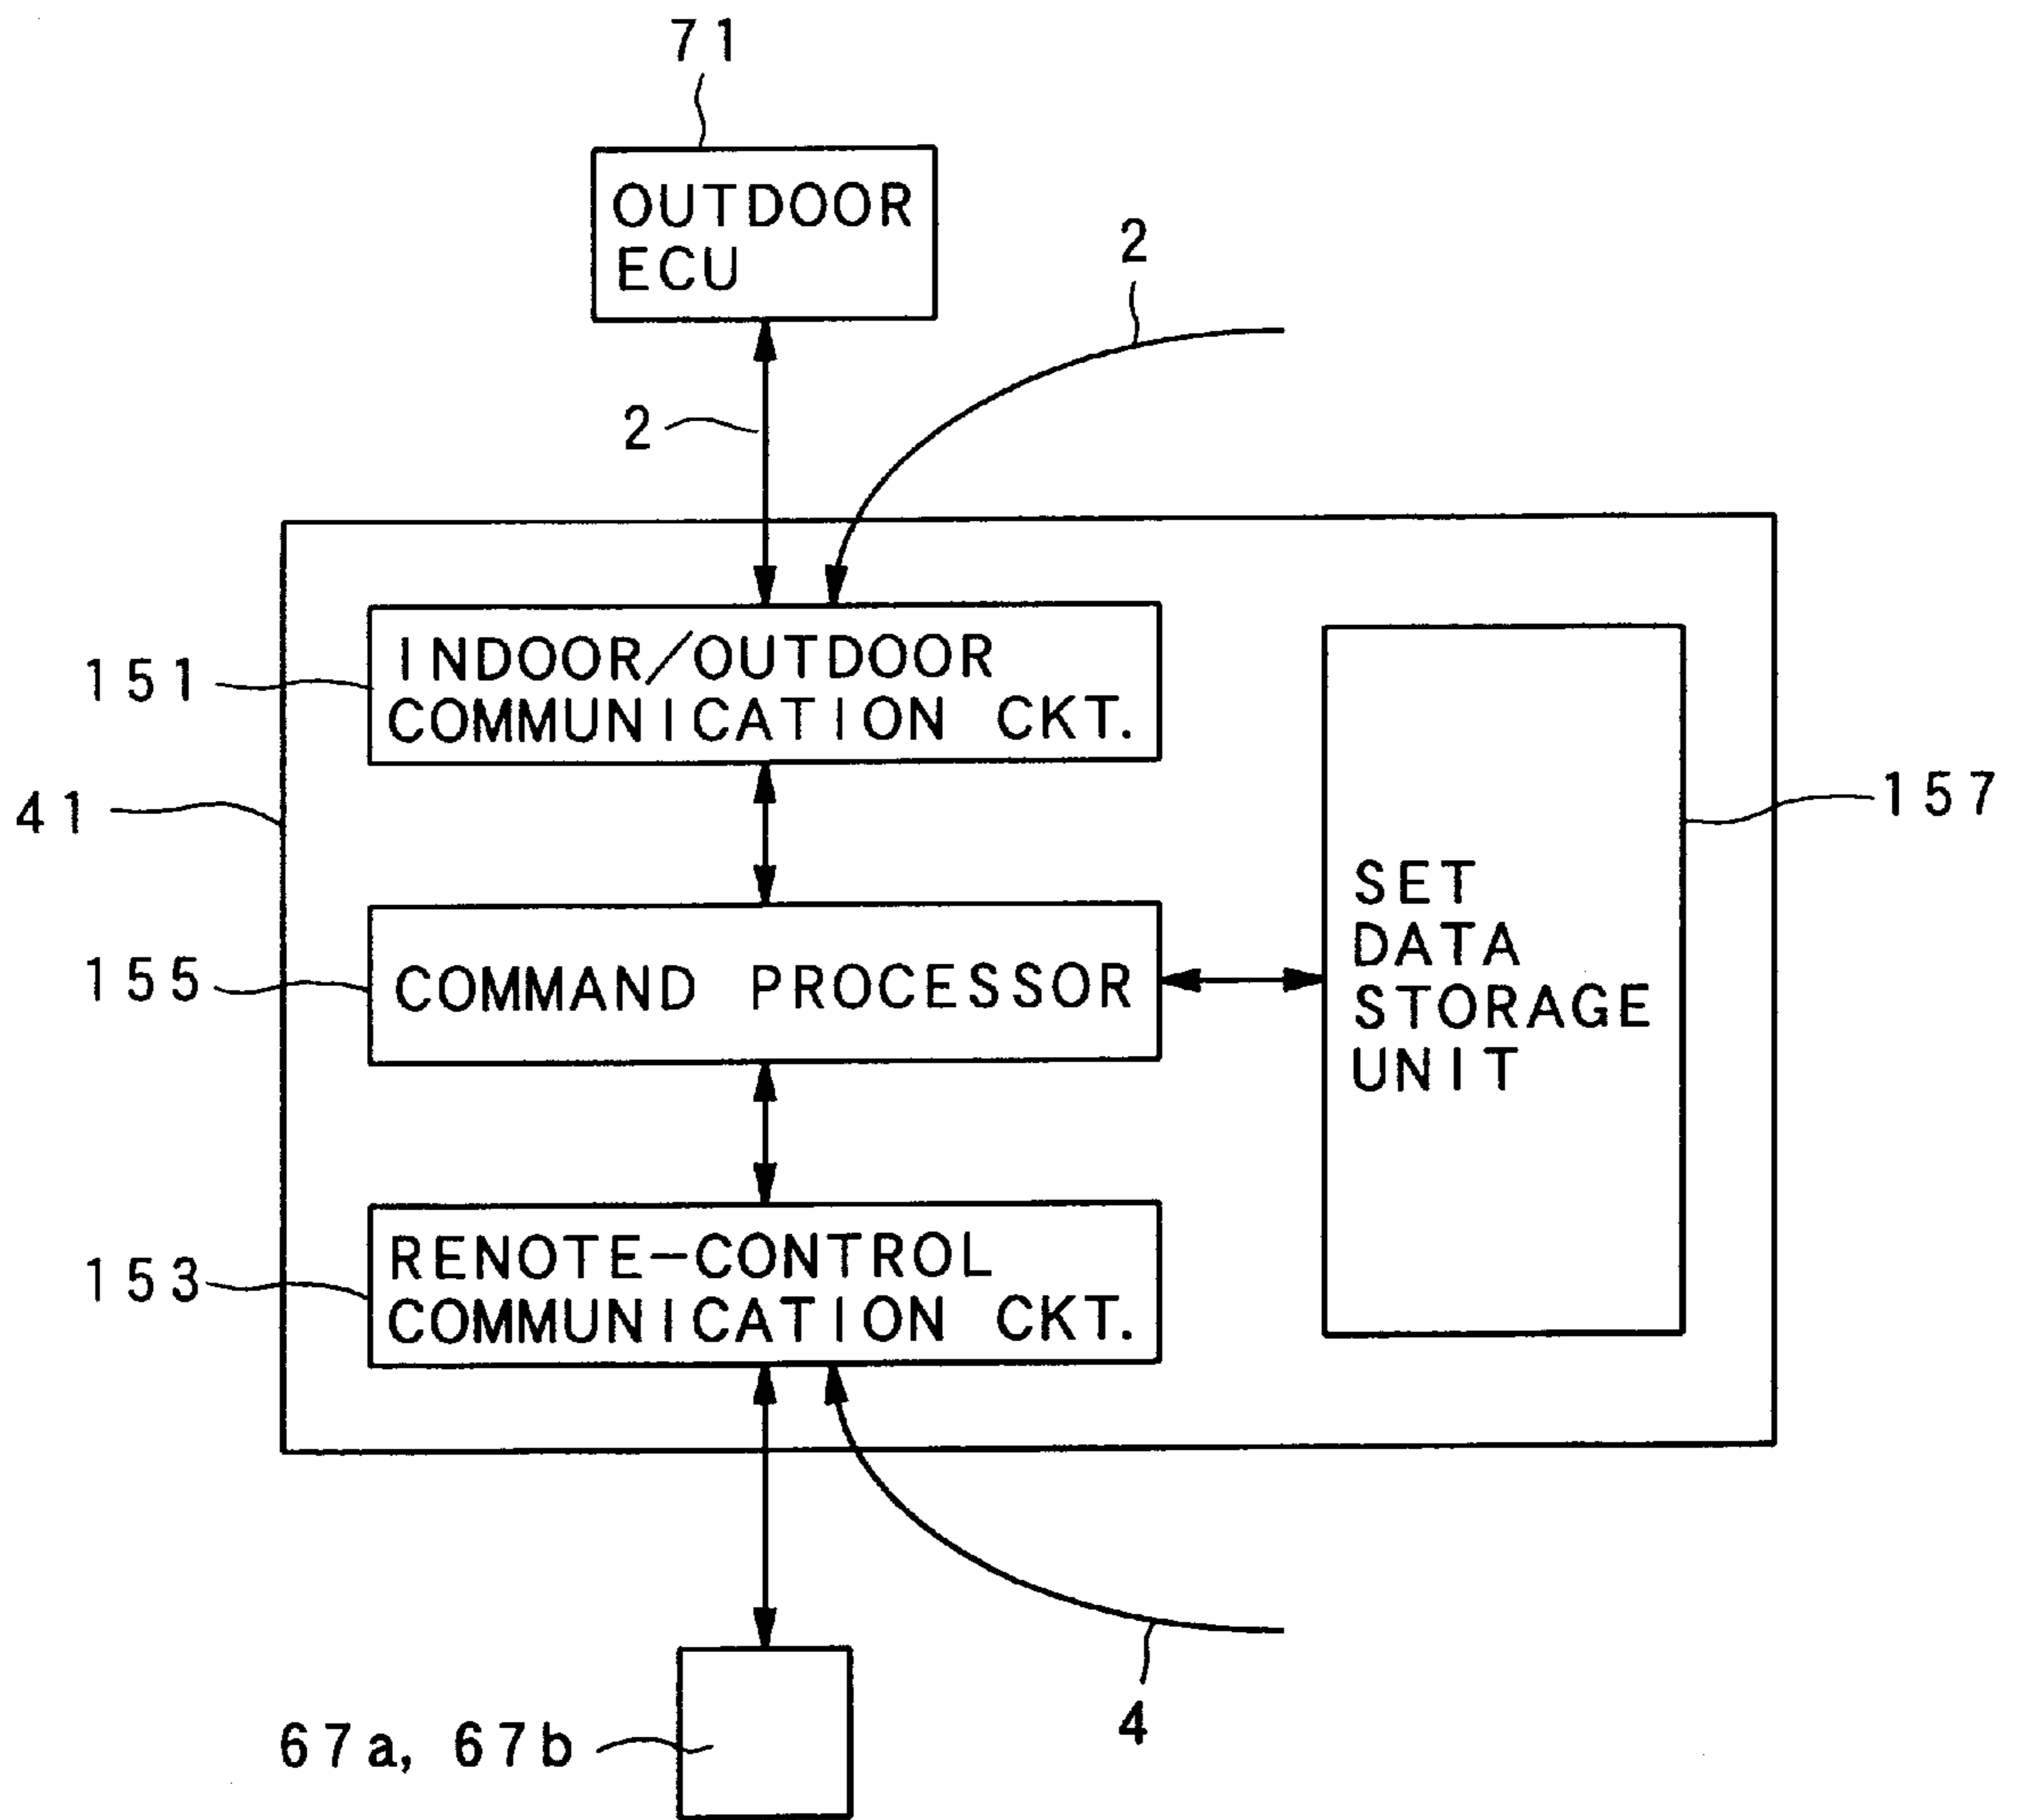 71
OUTDOOR
ECU
2
2
INDOOR/OUTDOOR
COMMUNICATION CKT.
151
41
157
SET
DATA
STORAGE
UNIT
155
COMMAND PROCESSOR
153
RENOTE-CONTROL
COMMUNICATION CKT.
67a, 67b
4